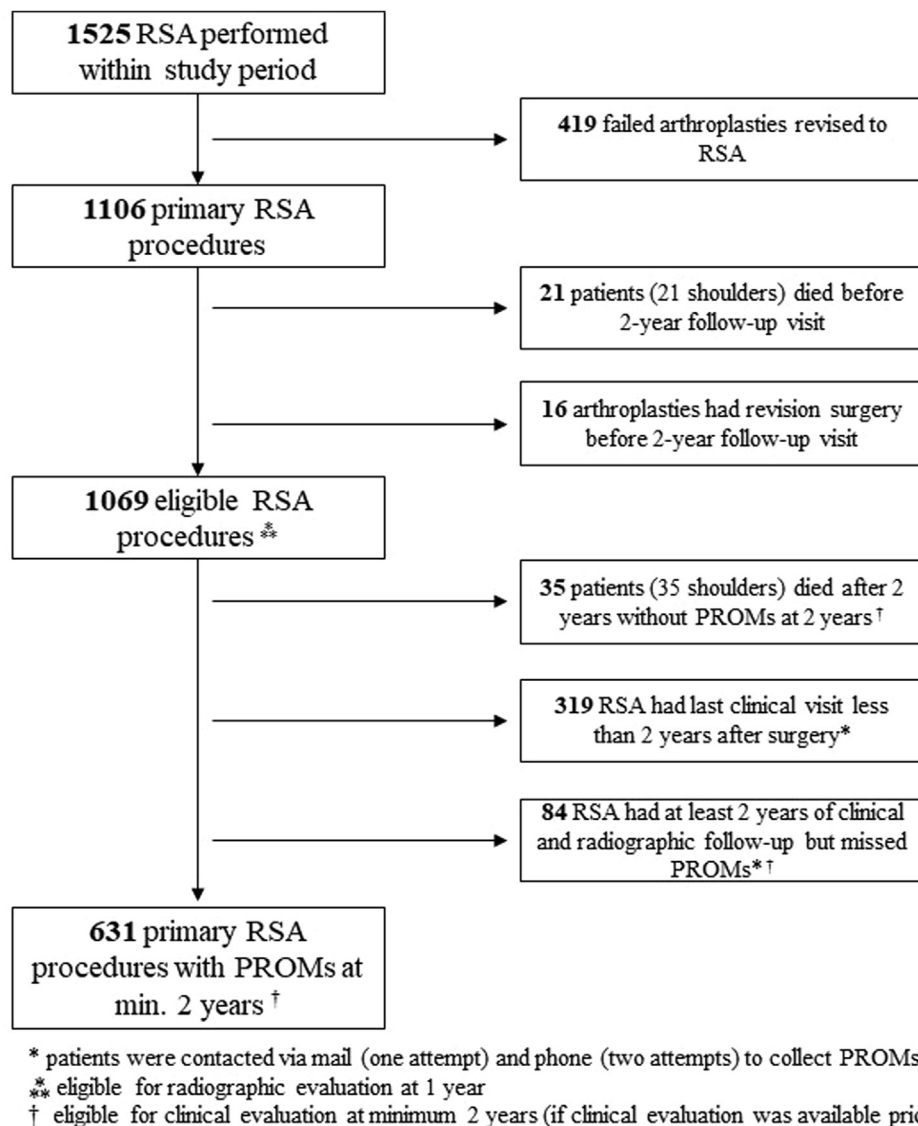 1525 RSA performed
within study period
419 failed arthroplasties revised to
RSA
1106 primary RSA
procedures
21 patients (21 shoulders) died before
2-year follow-up visit
16 arthroplasties had revision surgery
before 2-year follow-up visit
1069 eligible RSA
procedures ⁂
35 patients (35 shoulders) died after 2
years without PROMs at 2 years †
319 RSA had last clinical visit less
than 2 years after surgery*
84 RSA had at least 2 years of clinical
and radiographic follow-up but missed
PROMs* †
631 primary RSA
procedures with PROMs at
min. 2 years †
* patients were contacted via mail (one attempt) and phone (two attempts) to collect PROMs
⁂ eligible for radiographic evaluation at 1 year
† eligible for clinical evaluation at minimum 2 years (if clinical evaluation was available